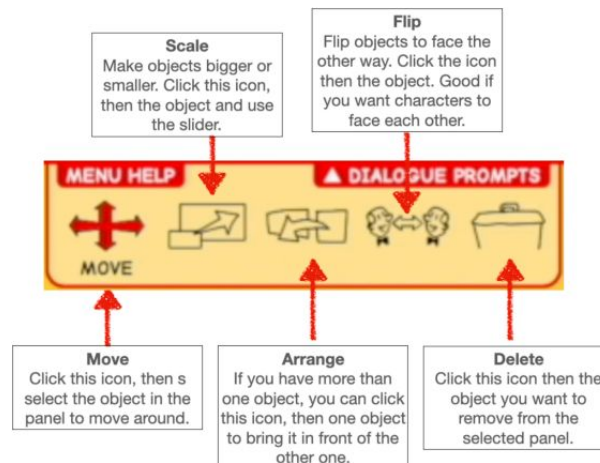 Scale
Make objects bigger or
smaller. Click this icon,
then the object and use
the slider.
Flip
Flip objects to face the
other way. Click the icon
then the object. Good if
you want characters to
face each other.
MENU HELP
▲ DIALOGUE PROMPTS
MOVE
Move
Click this icon, then s
select the object in the
panel to move around.
Arrange
If you have more than
one object, you can click
this icon, then one object
to bring it in front of the
other one.
Delete
Click this icon then the
object you want to
remove from the
selected panel.